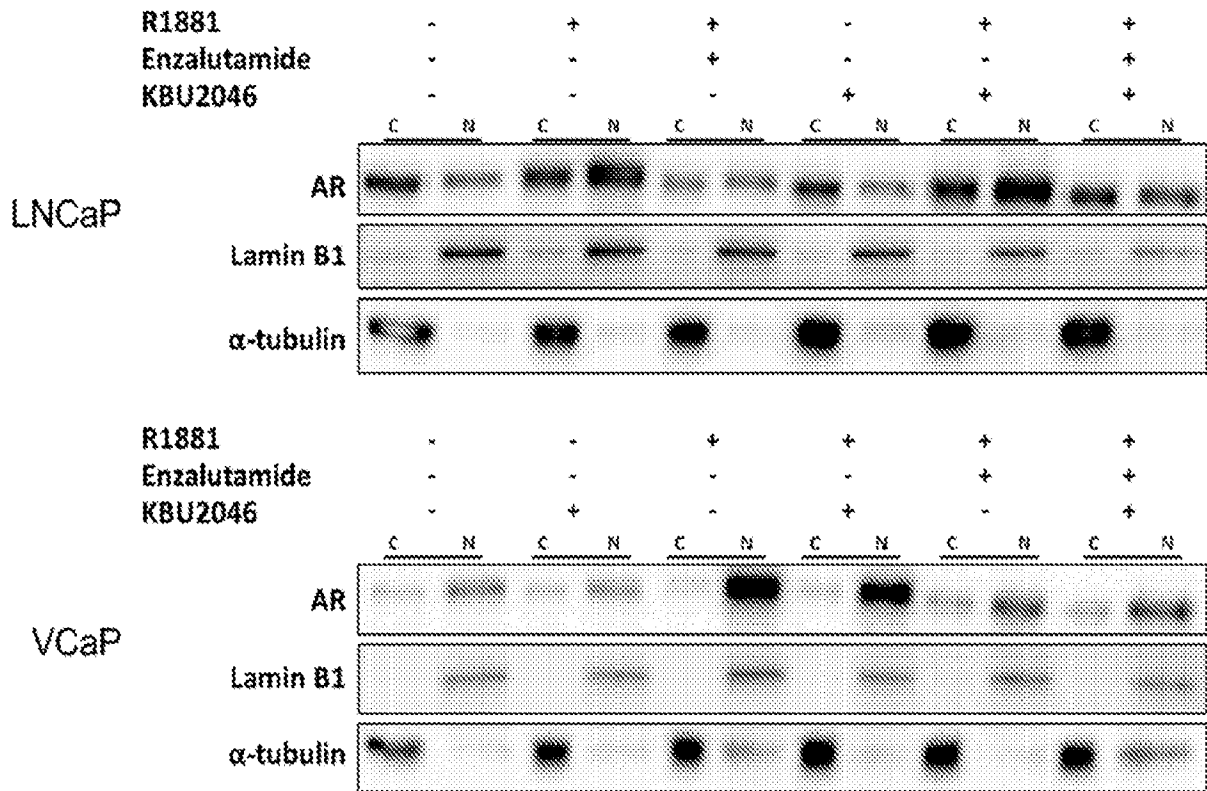 R1881 - + + - + +
Enzalutamide - - + - - +
KBU2046 - - - + + +
C N C N C N C N C N C N
LNCaP
AR
Lamin B1
α-tubulin
R1881 - - + + + +
Enzalutamide - - - - + +
KBU2046 - + - + - +
C N C N C N C N C N C N
VCaP
AR
Lamin B1
α-tubulin